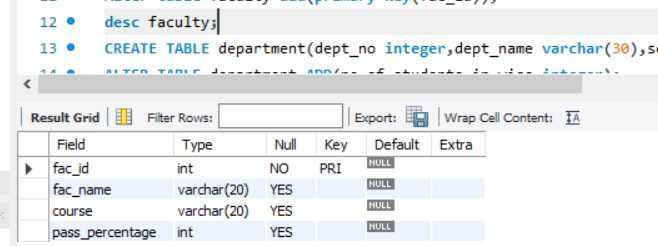 12 desc faculty;
13 CREATE TABLE department(dept_no integer,dept_name varchar(30),s
Result Grid Filter Rows: Export: Wrap Cell Content:
Field Type Null Key Default Extra
fac_id int NO PRI NULL
fac_name varchar(20) YES NULL
course varchar(20) YES NULL
pass_percentage int YES NULL